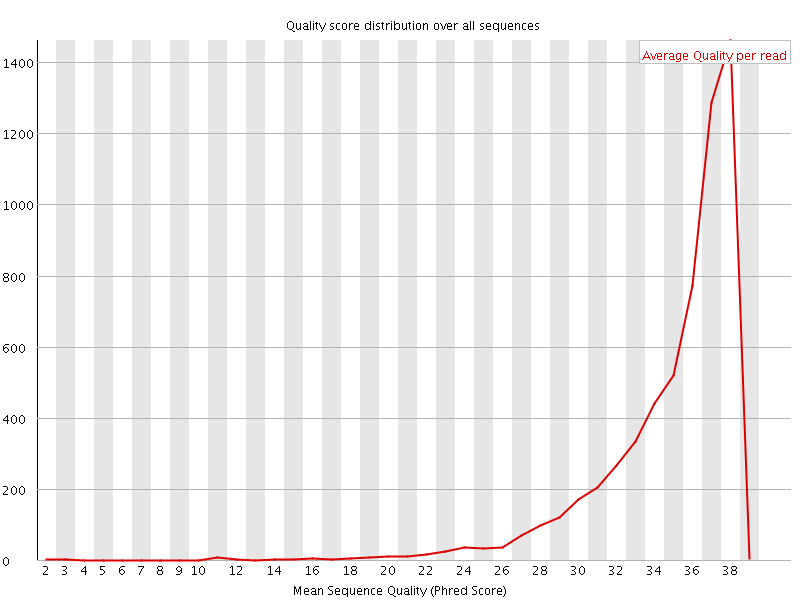 Quality score distribution over all sequences
Average Quality per read
1400
1200
1000
800
600
400
200
0
2 3 4 5 6 7 8 9 10 12 14 16 18 20 22 24 26 28 30 32 34 36 38
Mean Sequence Quality (Phred Score)